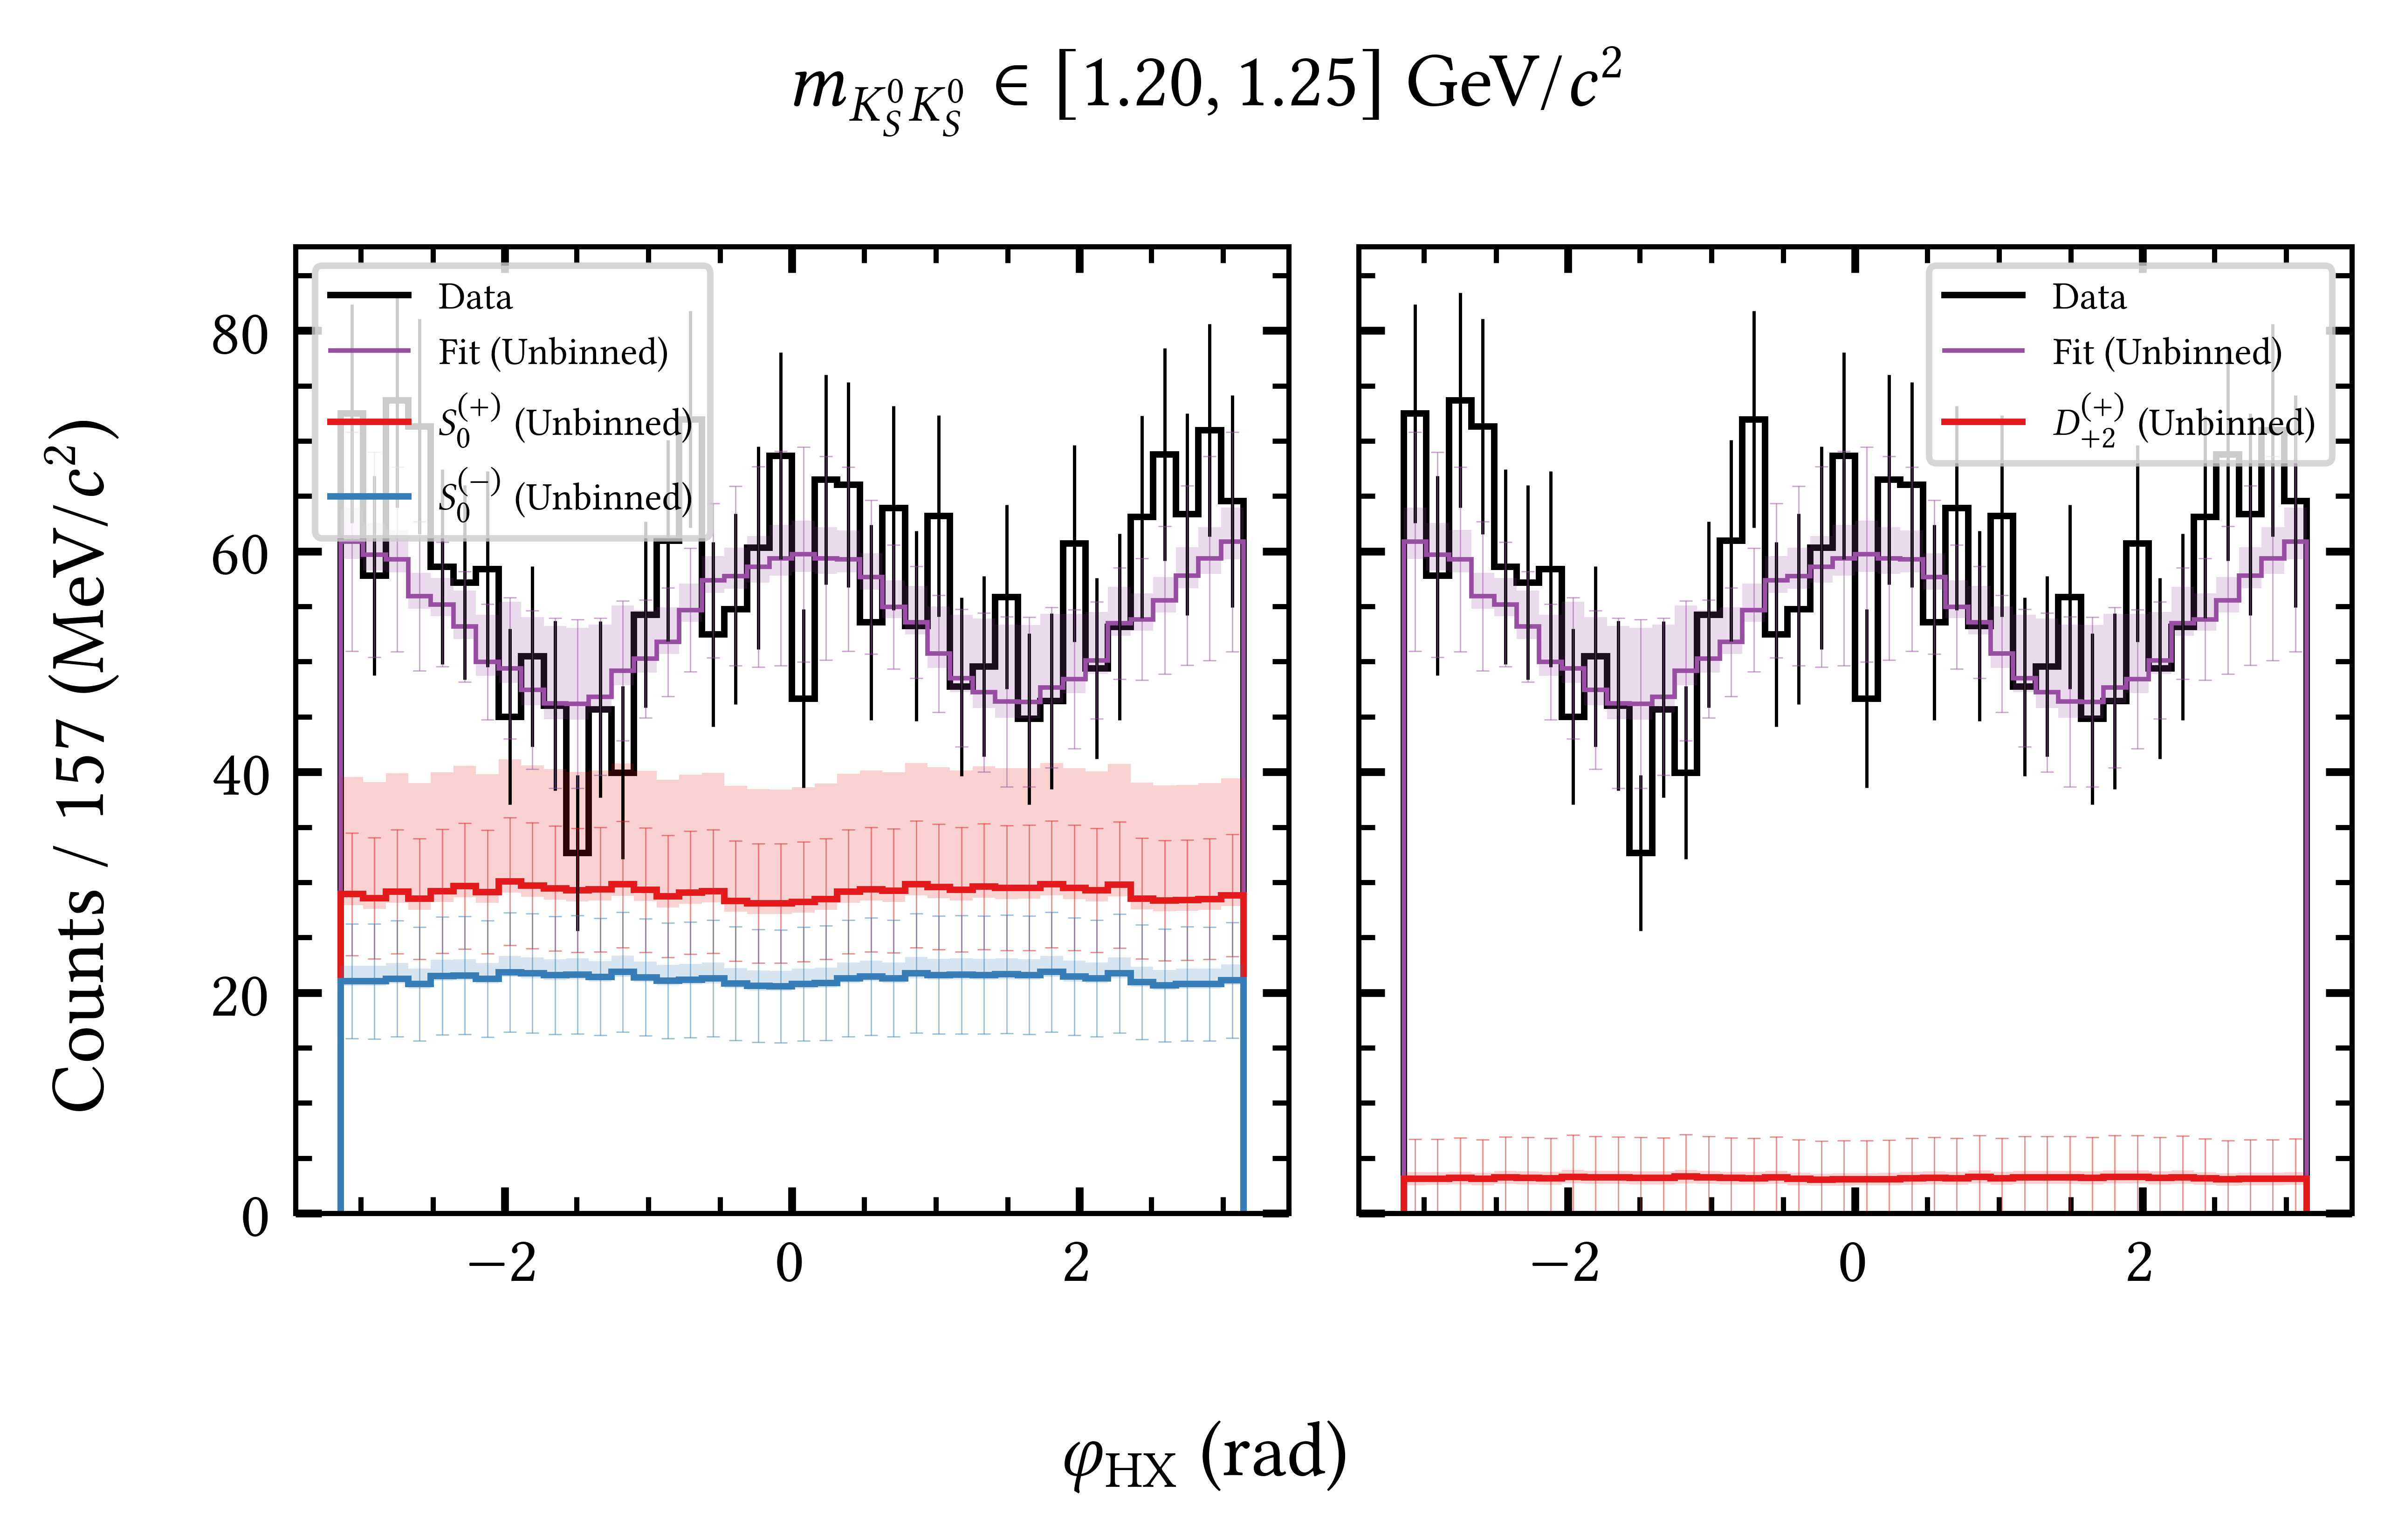 m_{K_S^0 K_S^0} ∈ [1.20, 1.25] GeV/c²
Counts / 157 (MeV/c²)
80
60
40
20
0
Data
Fit (Unbinned)
S_0^{(+)} (Unbinned)
S_0^{(−)} (Unbinned)
−2
0
2
Data
Fit (Unbinned)
D_{+2}^{(+)} (Unbinned)
−2
0
2
φ_{HX} (rad)